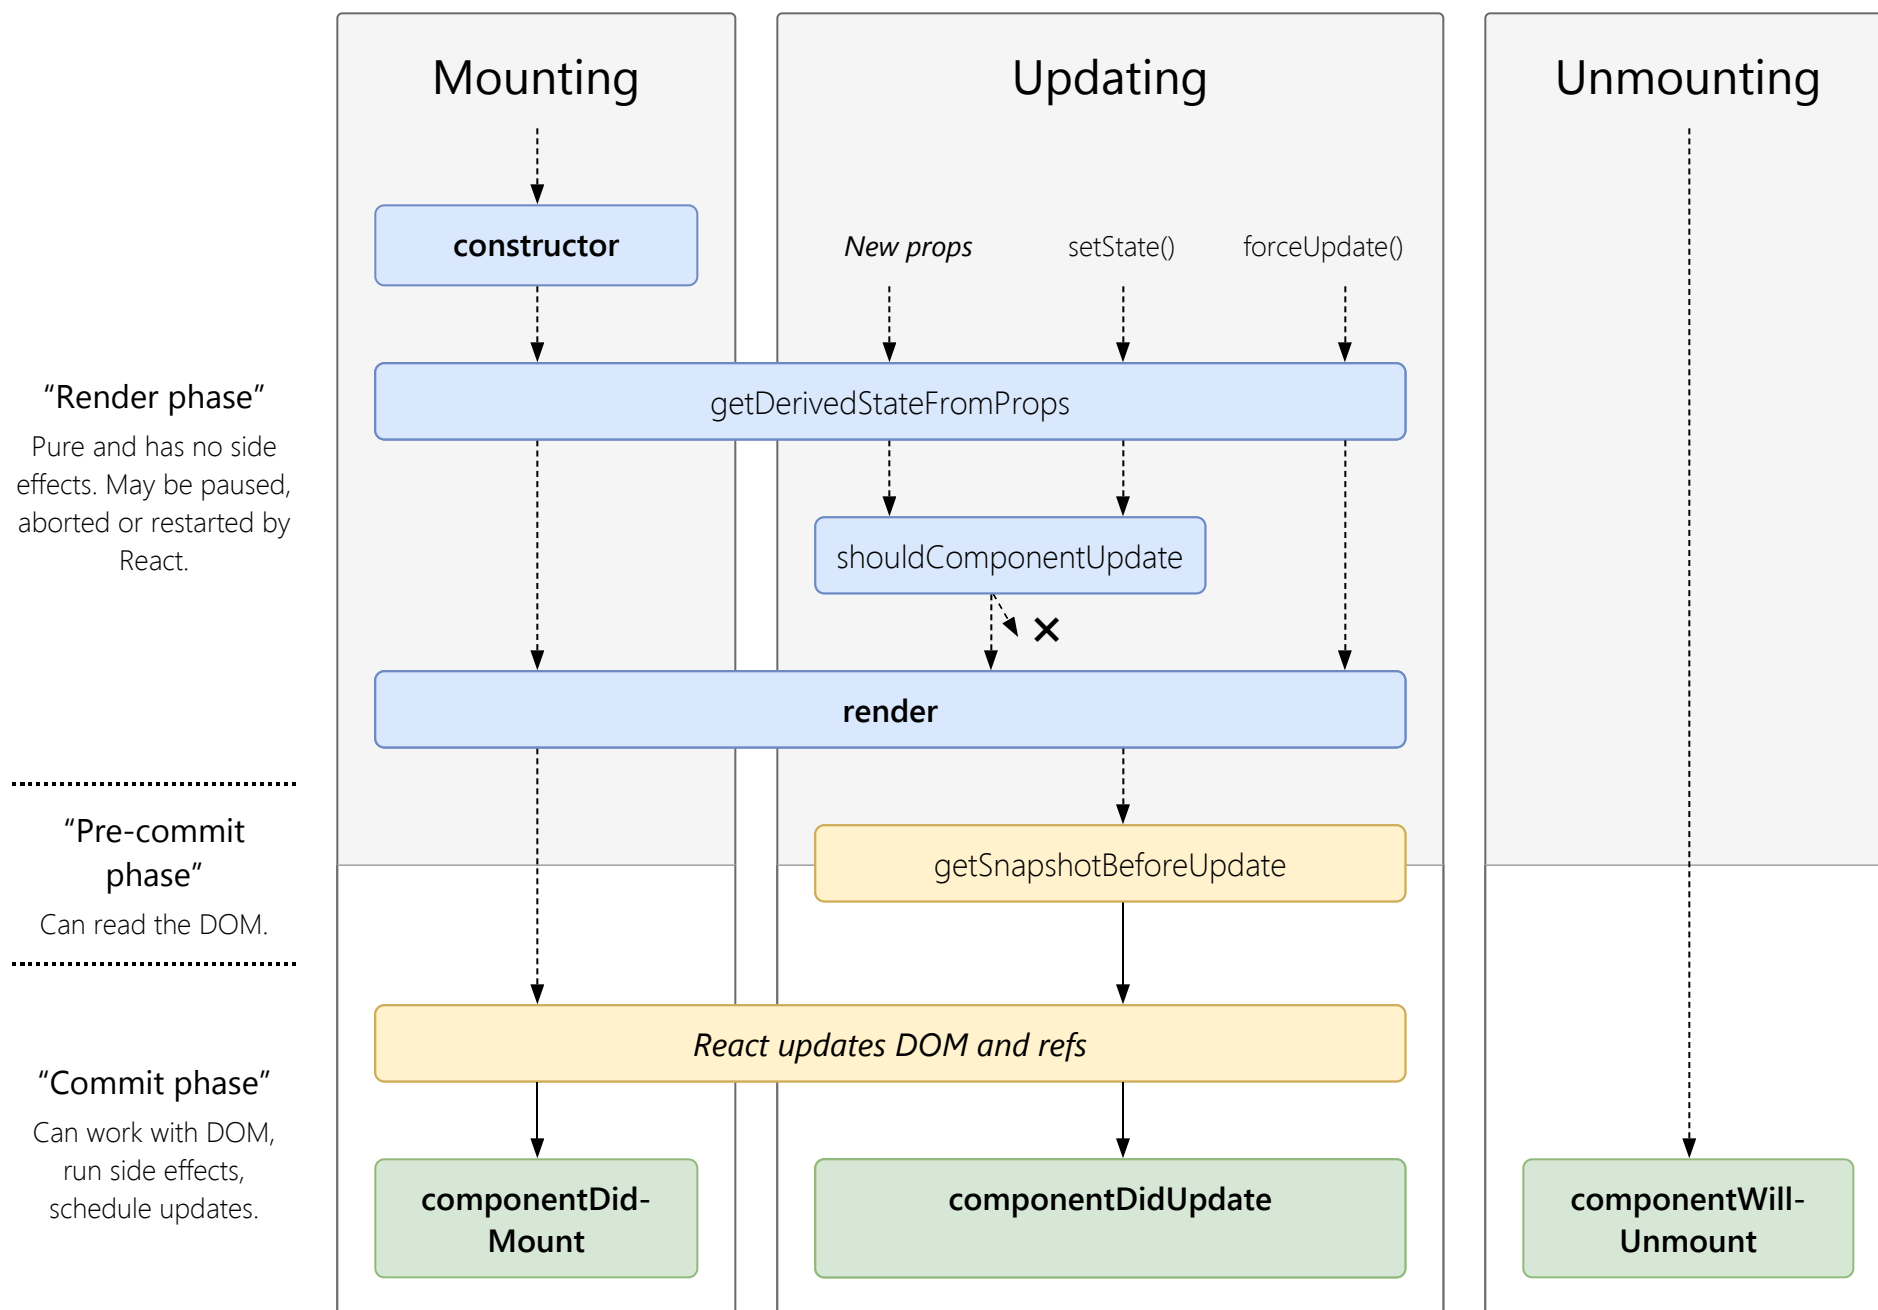 Mounting
Updating
Unmounting
constructor
New props
setState()
forceUpdate()
“Render phase”
Pure and has no side
effects. May be paused,
aborted or restarted by
React.
getDerivedStateFromProps
shouldComponentUpdate
render
“Pre-commit
phase”
Can read the DOM.
getSnapshotBeforeUpdate
React updates DOM and refs
“Commit phase”
Can work with DOM,
run side effects,
schedule updates.
componentDid-
Mount
componentDidUpdate
componentWill-
Unmount